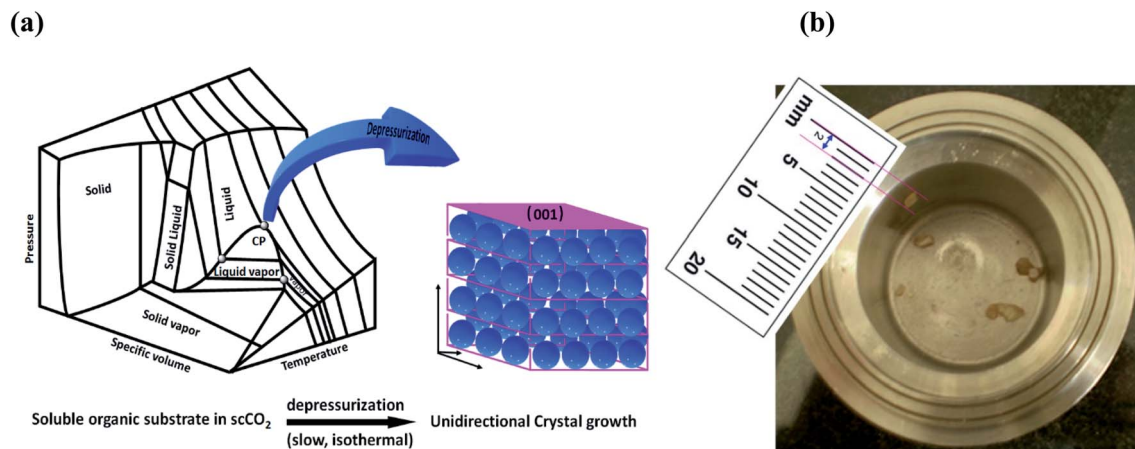 (a)
(b)
Depressurization
Solid
Solid Liquid
Liquid
CP
Liquid vapor
Vapor
Solid vapor
Pressure
Specific volume
Temperature
(001)
mm
2
5
10
15
20
Soluble organic substrate in scCO₂
depressurization
(slow, isothermal)
Unidirectional Crystal growth